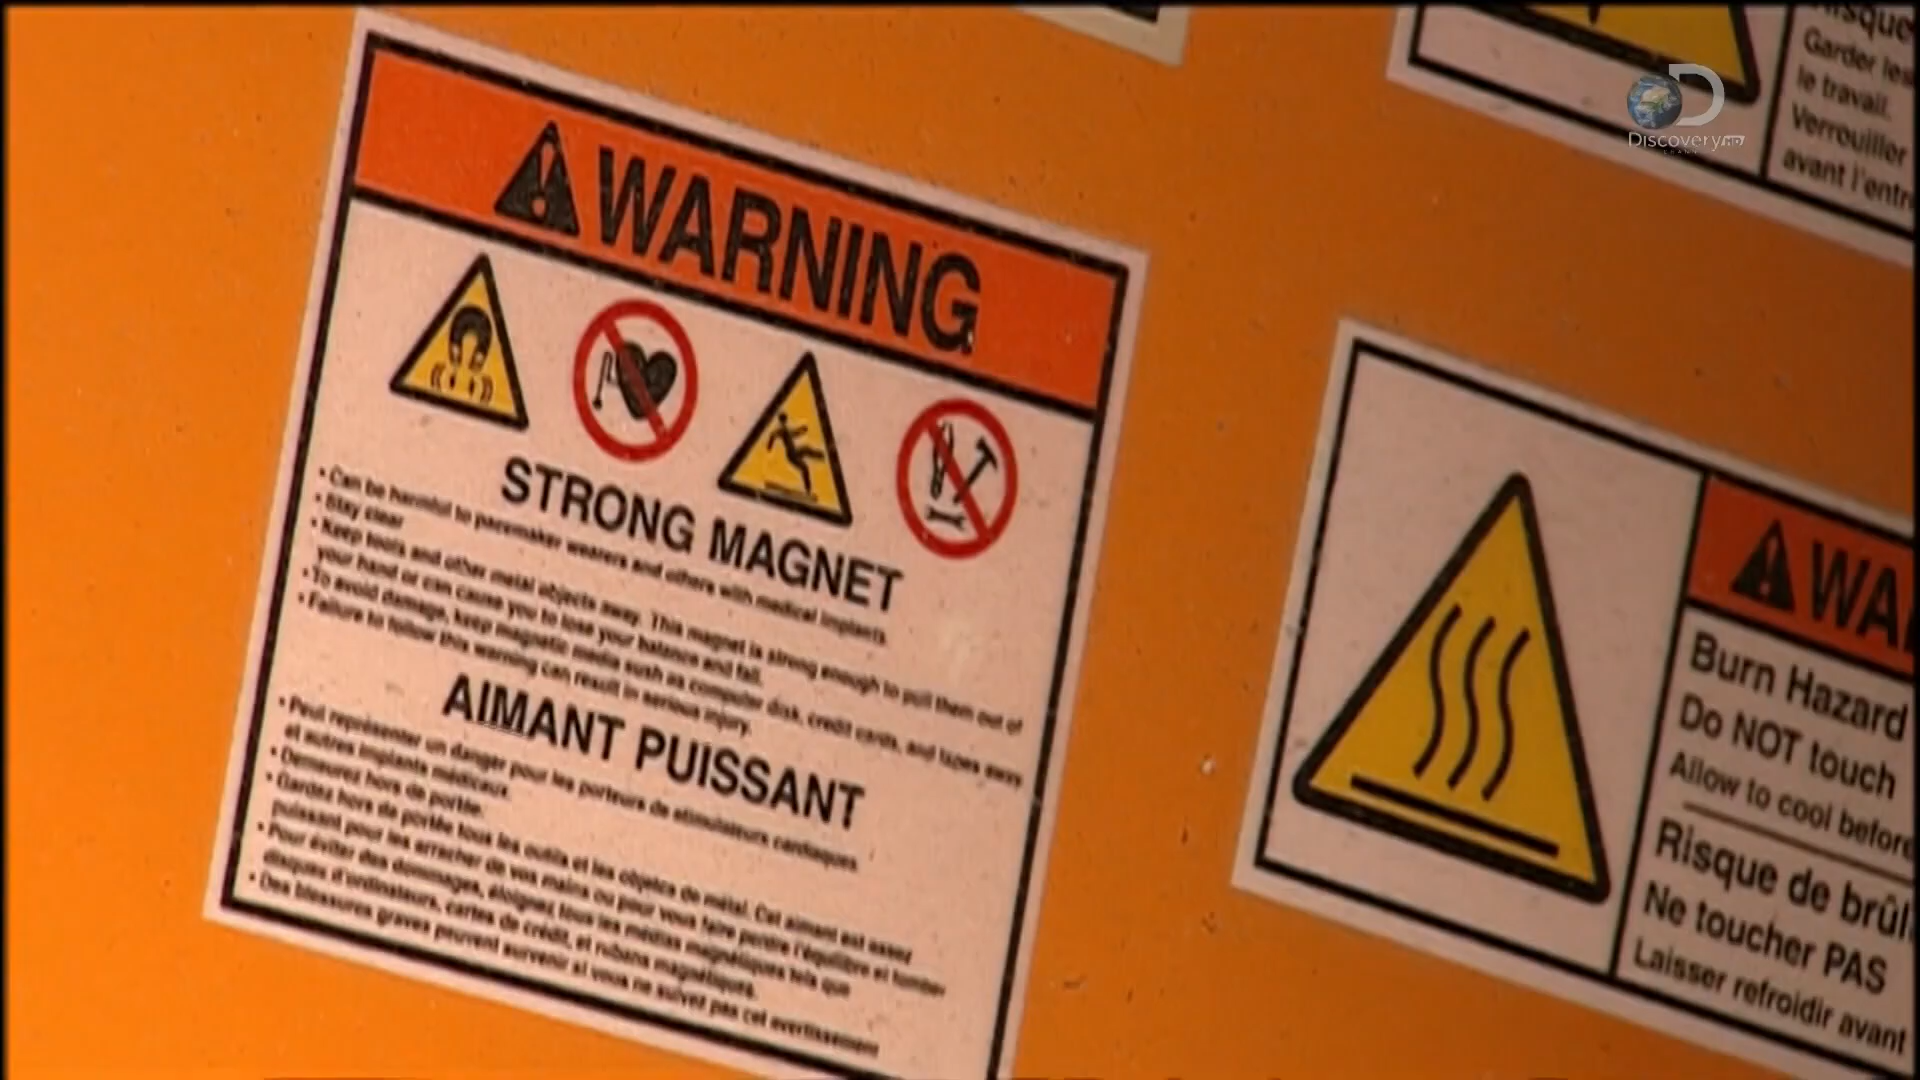 WARNING
STRONG MAGNET
• Can be harmful to pacemaker wearers and others with medical implants
• Stay clear
• Keep tools and other metal objects away. This magnet is strong enough to pull them out of
your hand or can cause you to lose your balance and fall.
• To avoid damage, keep magnetic media sush as computer disk, credit cards, and tapes away
• Failure to follow this warning can result in serious injury.
AIMANT PUISSANT
• Peut représenter un danger pour les porteurs de stimulateurs cardiaques
et autres implants médicaux.
• Demeurez hors de portée.
• Gardez hors de portée tous les outils et les objets de métal. Cet aimant est assez
puissant pour les arracher de vos mains ou pour vous faire perdre l'équilibre et tomber
• Pour éviter des dommages, éloignez tous les médias magnétiques tels que
disques d'ordinateurs, cartes de crédit, et rubans magnétiques.
• Des blessures graves peuvent survenir si vous ne suivez pas cet avertissement
Risque
Garder les
le travail.
Verrouiller
avant l'entr
Discovery HD
CHANNEL
WA
Burn Hazard
Do NOT touch
Allow to cool before
Risque de brûl
Ne toucher PAS
Laisser refroidir avant